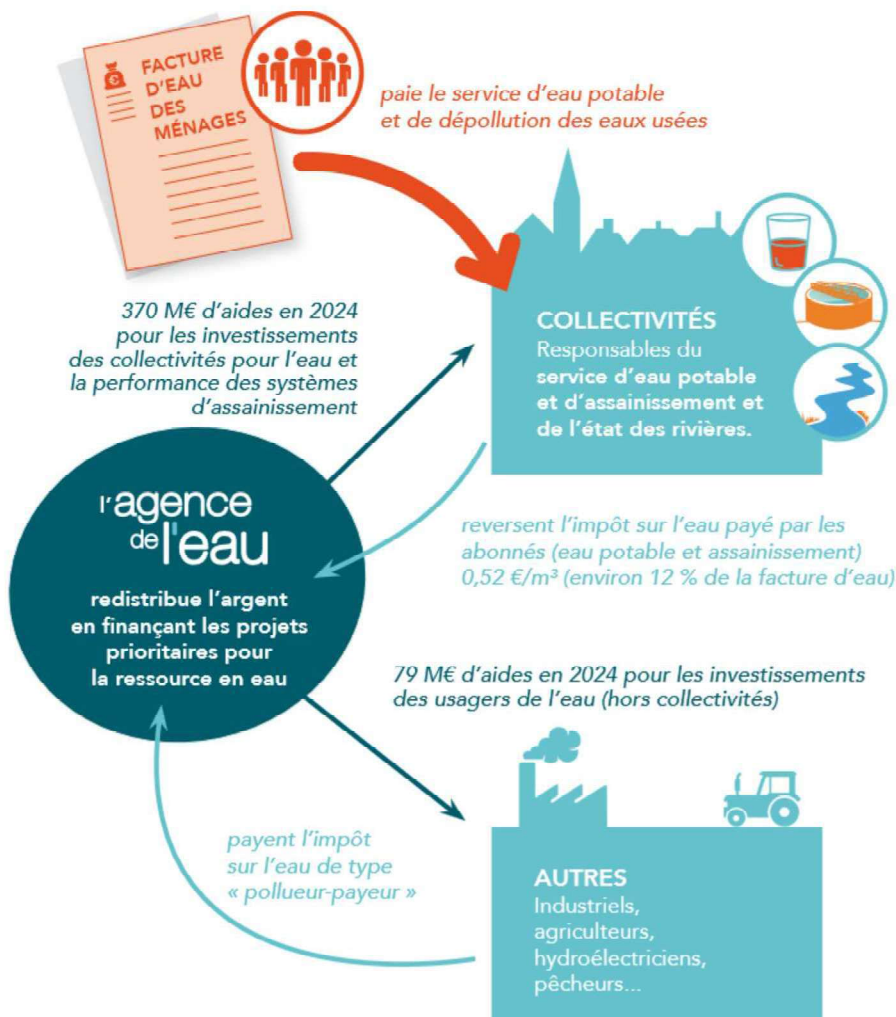 FACTURE
D'EAU
DES
MÉNAGES
paie le service d'eau potable
et de dépollution des eaux usées
370 M€ d'aides en 2024
pour les investissements
des collectivités pour l'eau et
la performance des systèmes
d'assainissement
COLLECTIVITÉS
Responsables du
service d'eau potable
et d'assainissement et
de l'état des rivières.
l'agence
de l'eau
redistribue l'argent
en finançant les projets
prioritaires pour
la ressource en eau
reversent l'impôt sur l'eau payé par les
abonnés (eau potable et assainissement)
0,52 €/m³ (environ 12 % de la facture d'eau)
79 M€ d'aides en 2024 pour les investissements
des usagers de l'eau (hors collectivités)
payent l'impôt
sur l'eau de type
« pollueur-payeur »
AUTRES
Industriels,
agriculteurs,
hydroélectriciens,
pêcheurs...